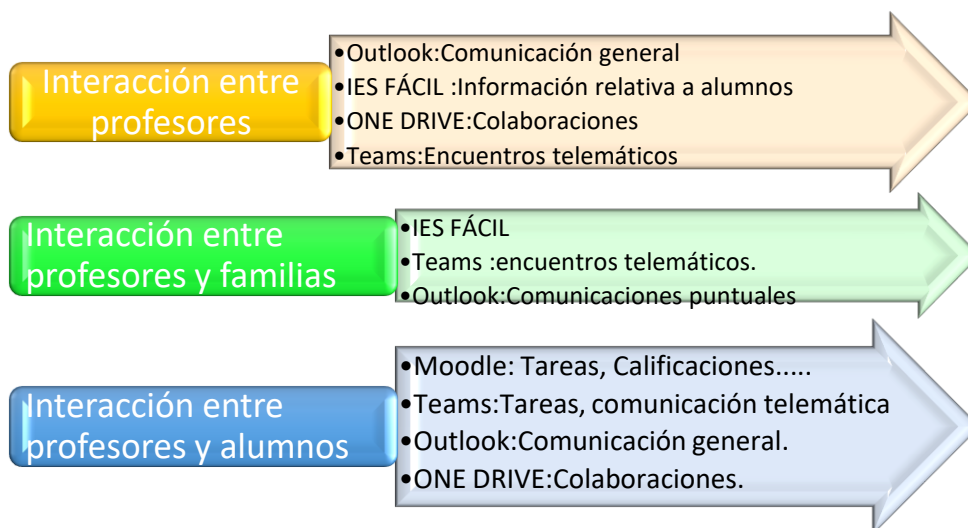 Interacción entre
profesores
•Outlook:Comunicación general
•IES FÁCIL :Información relativa a alumnos
•ONE DRIVE:Colaboraciones
•Teams:Encuentros telemáticos
Interacción entre
profesores y familias
•IES FÁCIL
•Teams :encuentros telemáticos.
•Outlook:Comunicaciones puntuales
Interacción entre
profesores y alumnos
•Moodle: Tareas, Calificaciones.....
•Teams:Tareas, comunicación telemática
•Outlook:Comunicación general.
•ONE DRIVE:Colaboraciones.